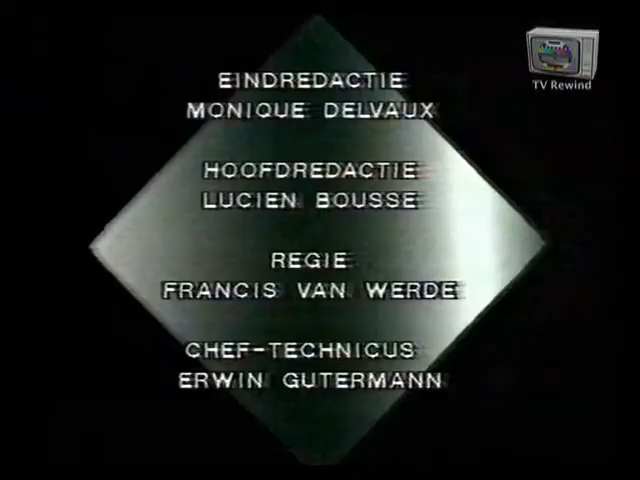 EINDREDACTIE
MONIQUE DELVAUX
HOOFDREDACTIE
LUCIEN BOUSSE
REGIE
FRANCIS VAN WERDE
CHEF-TECHNICUS
ERWIN GUTERMANN
TV Rewind